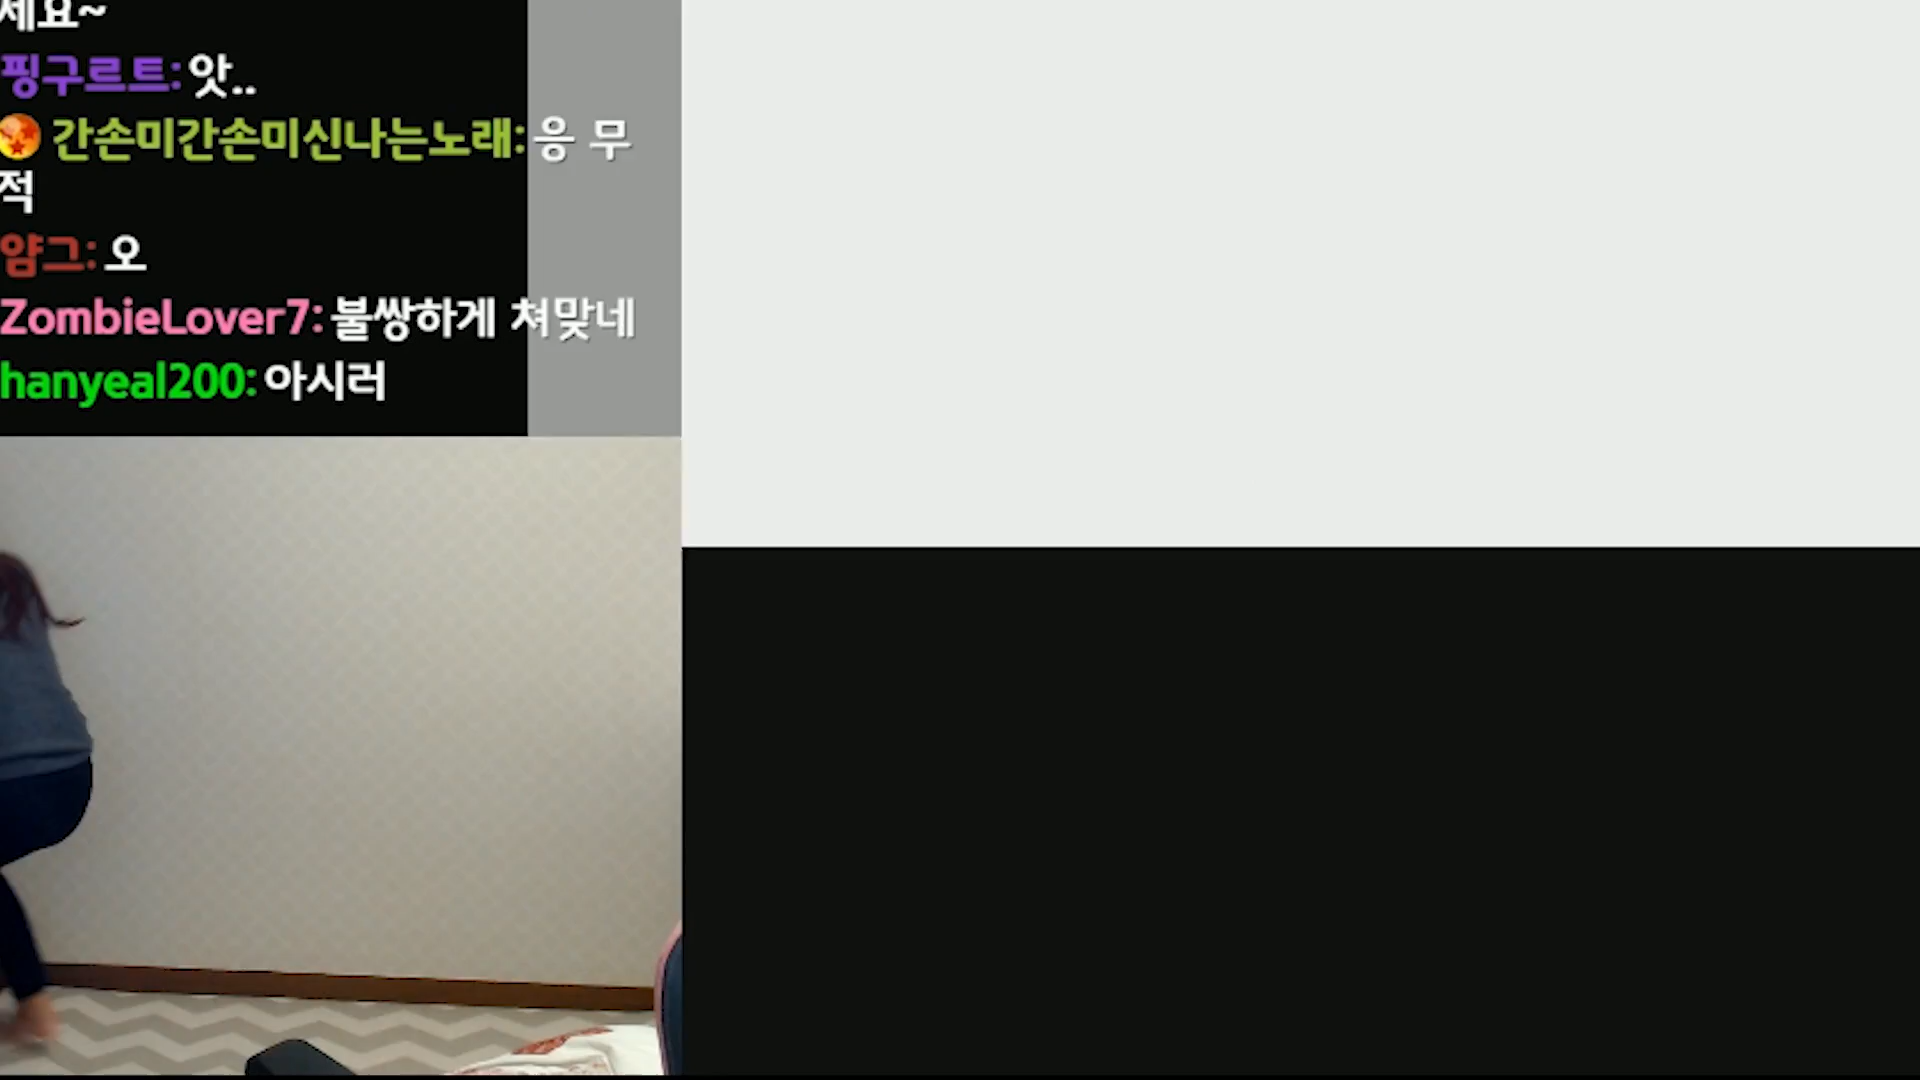 세요~
핑구르트: 앗..
간손미간손미신나는노래: 응 무
적
얌그: 오
ZombieLover7: 불쌍하게 쳐맞네
hanyeal200: 아시러